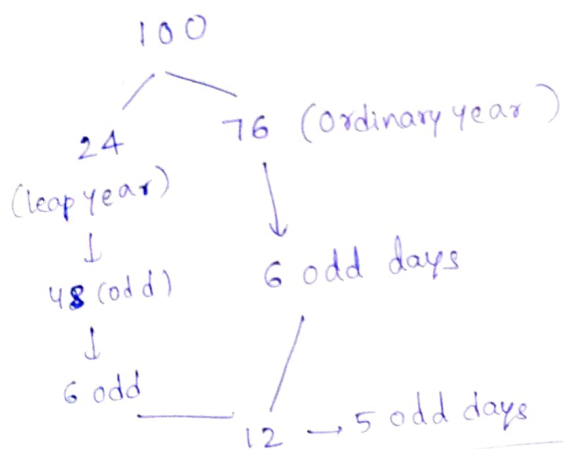 100
24
76 (Ordinary year)
(leap year)
↓
↓
48 (odd)
6 odd days
↓
6 odd
12 → 5 odd days